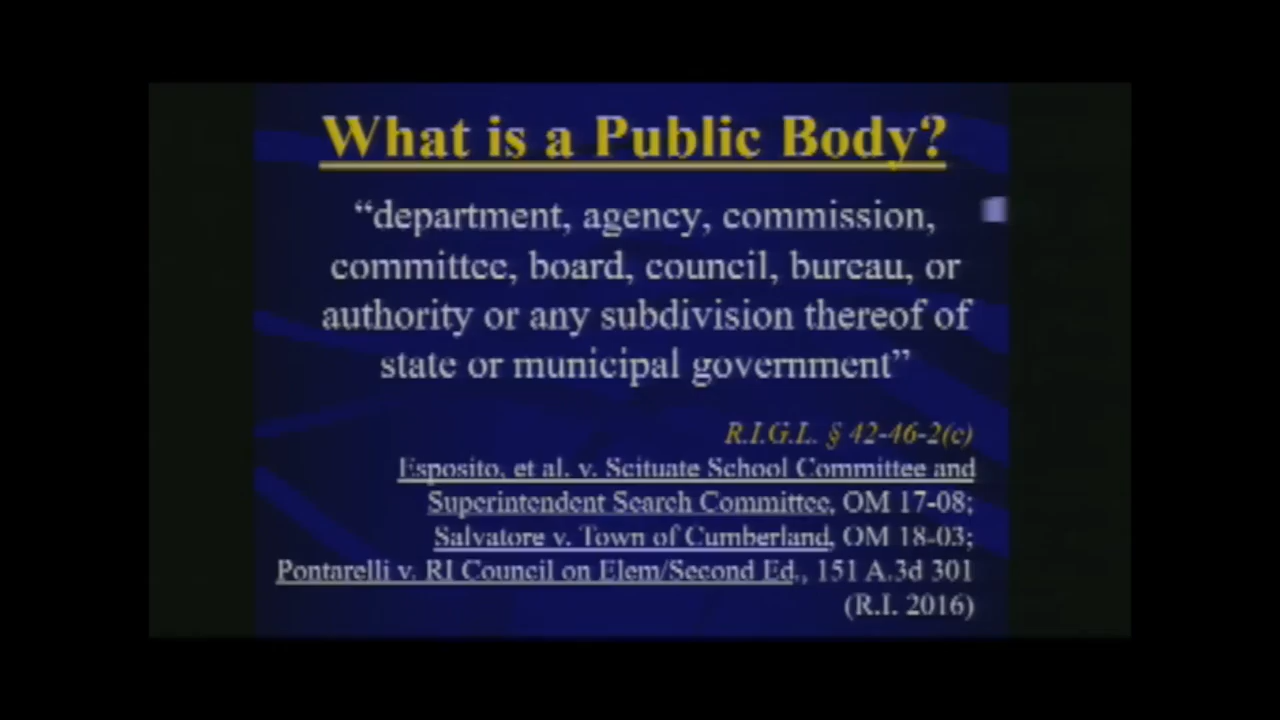 What is a Public Body?
“department, agency, commission,
committee, board, council, bureau, or
authority or any subdivision thereof of
state or municipal government”
R.I.G.L. § 42-46-2(c)
Esposito, et al. v. Scituate School Committee and
Superintendent Search Committee, OM 17-08;
Salvatore v. Town of Cumberland, OM 18-03;
Pontarelli v. RI Council on Elem/Second Ed., 151 A.3d 301
(R.I. 2016)